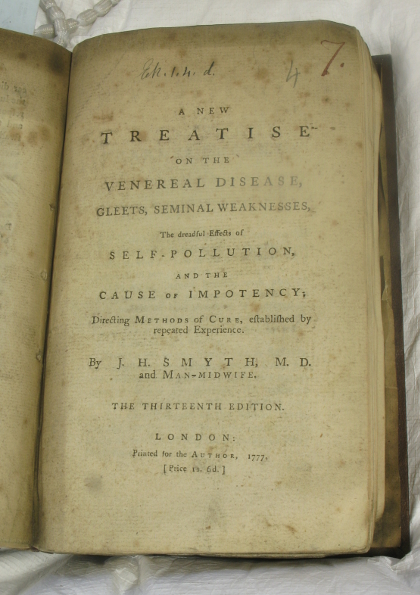 4
7.
A NEW
TREATISE
ON THE
VENEREAL DISEASE,
GLEETS, SEMINAL WEAKNESSES,
The dreadful Effects of
SELF-POLLUTION,
AND THE
CAUSE OF IMPOTENCY;
Directing METHODS of CURE, eſtabliſhed by
repeated Experience.
By J. H. SMYTH, M. D.
and MAN-MIDWIFE.
THE THIRTEENTH EDITION.
LONDON:
Printed for the AUTHOR, 1777.
[Price 1s. 6d.]